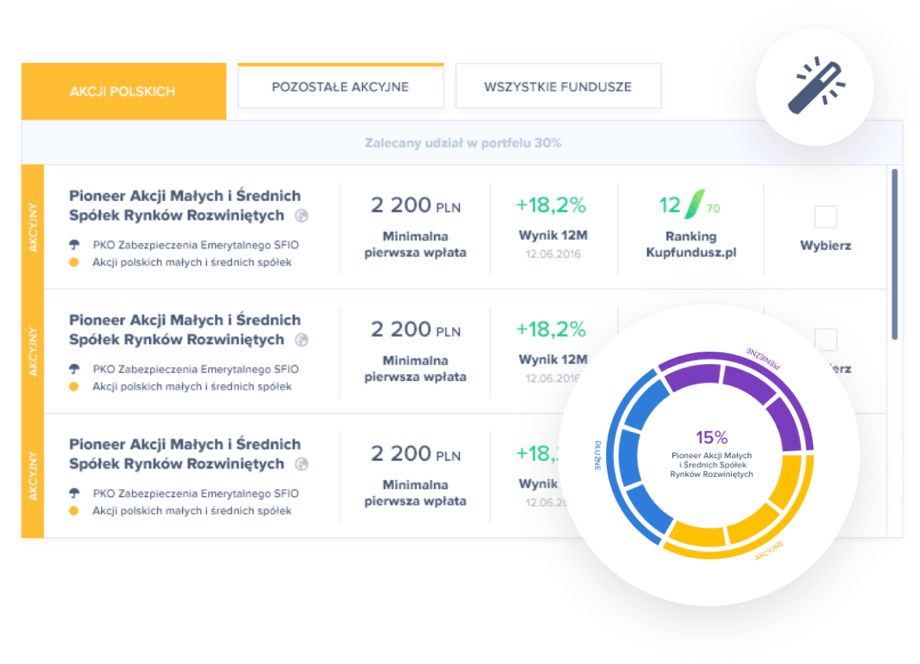 AKCJI POLSKICH
POZOSTAŁE AKCYJNE
WSZYSTKIE FUNDUSZE
Zalecany udział w portfelu 30%
AKCYJNY
Pioneer Akcji Małych i Średnich
Spółek Rynków Rozwiniętych
PKO Zabezpieczenia Emerytalnego SFIO
Akcji polskich małych i średnich spółek
2 200 PLN
Minimalna
pierwsza wpłata
+18,2%
Wynik 12M
12.06.2016
12 70
Ranking
Kupfundusz.pl
Wybierz
AKCYJNY
Pioneer Akcji Małych i Średnich
Spółek Rynków Rozwiniętych
PKO Zabezpieczenia Emerytalnego SFIO
Akcji polskich małych i średnich spółek
2 200 PLN
Minimalna
pierwsza wpłata
+18,2%
Wynik 12M
12.06.2016
AKCYJNY
Pioneer Akcji Małych i Średnich
Spółek Rynków Rozwiniętych
PKO Zabezpieczenia Emerytalnego SFIO
Akcji polskich małych i średnich spółek
2 200 PLN
Minimalna
pierwsza wpłata
+18,
Wynik
12.06.20
PIENIĘŻNE
DŁUŻNE
15%
Pioneer Akcji Małych
i Średnich Spółek
Rynków Rozwiniętych
AKCYJNE